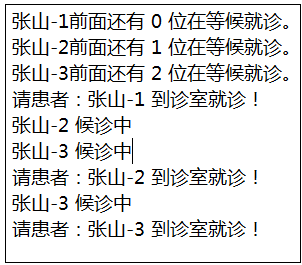 张山-1前面还有 0 位在等候就诊。
张山-2前面还有 1 位在等候就诊。
张山-3前面还有 2 位在等候就诊。
请患者：张山-1 到诊室就诊！
张山-2 候诊中
张山-3 候诊中
请患者：张山-2 到诊室就诊！
张山-3 候诊中
请患者：张山-3 到诊室就诊！